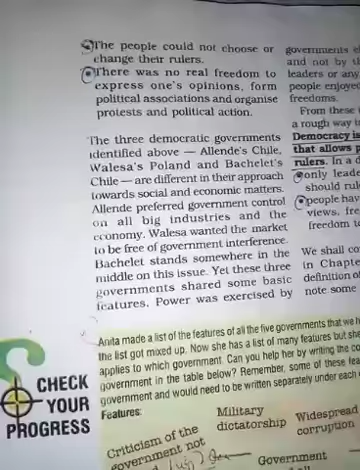 The people could not choose or
change their rulers.
There was no real freedom to
express one's opinions, form
political associations and organise
protests and political action.
The three democratic governments
identified above — Allende's Chile,
Walesa's Poland and Bachelet's
Chile — are different in their approach
towards social and economic matters.
Allende preferred government control
on all big industries and the
economy. Walesa wanted the market
to be free of government interference.
Bachelet stands somewhere in the
middle on this issue. Yet these three
governments shared some basic
features. Power was exercised by
governments
and not by
leaders or any
people enjoyed
freedoms.
From these
a rough way
Democracy is
that allows
rulers. In a
only
should
people
views,
freedom
We shall
in Chapte
definition of
note some
CHECK
YOUR
PROGRESS
Anita made a list of the features of all the five governments that we
the list got mixed up. Now she has a list of many features but she
applies to which government. Can you help her by writing the
government in the table below? Remember, some of these
government and would need to be written separately under each
Features:
Criticism of the
government not
Military
dictatorship
Widespread
corruption
Government